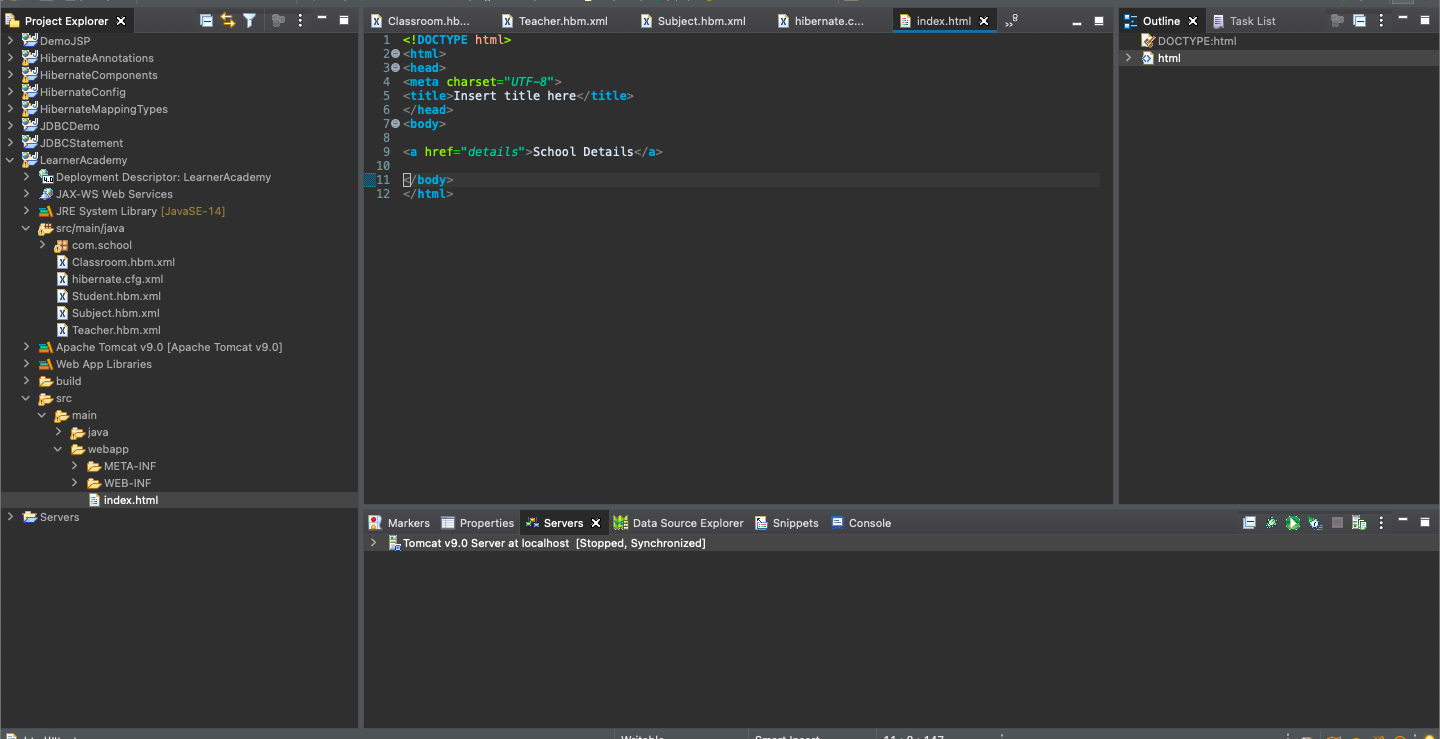 Project Explorer
DemoJSP
HibernateAnnotations
HibernateComponents
HibernateConfig
HibernateMappingTypes
JDBCDemo
JDBCStatement
LearnerAcademy
Deployment Descriptor: LearnerAcademy
JAX-WS Web Services
JRE System Library [JavaSE-14]
src/main/java
com.school
Classroom.hbm.xml
hibernate.cfg.xml
Student.hbm.xml
Subject.hbm.xml
Teacher.hbm.xml
Apache Tomcat v9.0 [Apache Tomcat v9.0]
Web App Libraries
build
src
main
java
webapp
META-INF
WEB-INF
index.html
Servers
Classroom.hb... Teacher.hbm.xml Subject.hbm.xml hibernate.c... index.html »8
1 <!DOCTYPE html>
2 <html>
3 <head>
4 <meta charset="UTF-8">
5 <title>Insert title here</title>
6 </head>
7 <body>
8
9 <a href="details">School Details</a>
10
11 </body>
12 </html>
Outline Task List
DOCTYPE:html
html
Markers Properties Servers Data Source Explorer Snippets Console
Tomcat v9.0 Server at localhost [Stopped, Synchronized]
Writable Smart Insert 11 : 8 : 147